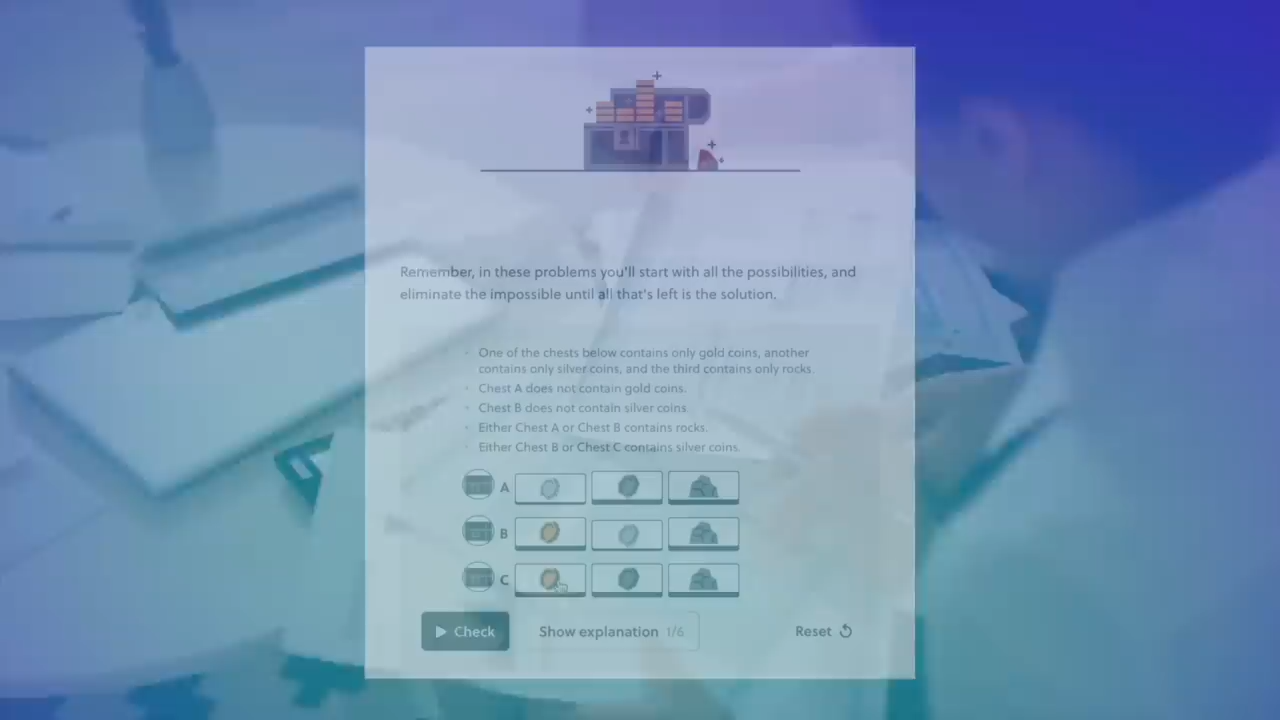 Remember, in these problems you'll start with all the possibilities, and
eliminate the impossible until all that's left is the solution.
One of the chests below contains only gold coins, another
contains only silver coins, and the third contains only rocks.
Chest A does not contain gold coins.
Chest B does not contain silver coins.
Either Chest A or Chest B contains rocks.
Either Chest B or Chest C contains silver coins.
A
B
C
Check Show explanation 1/6 Reset